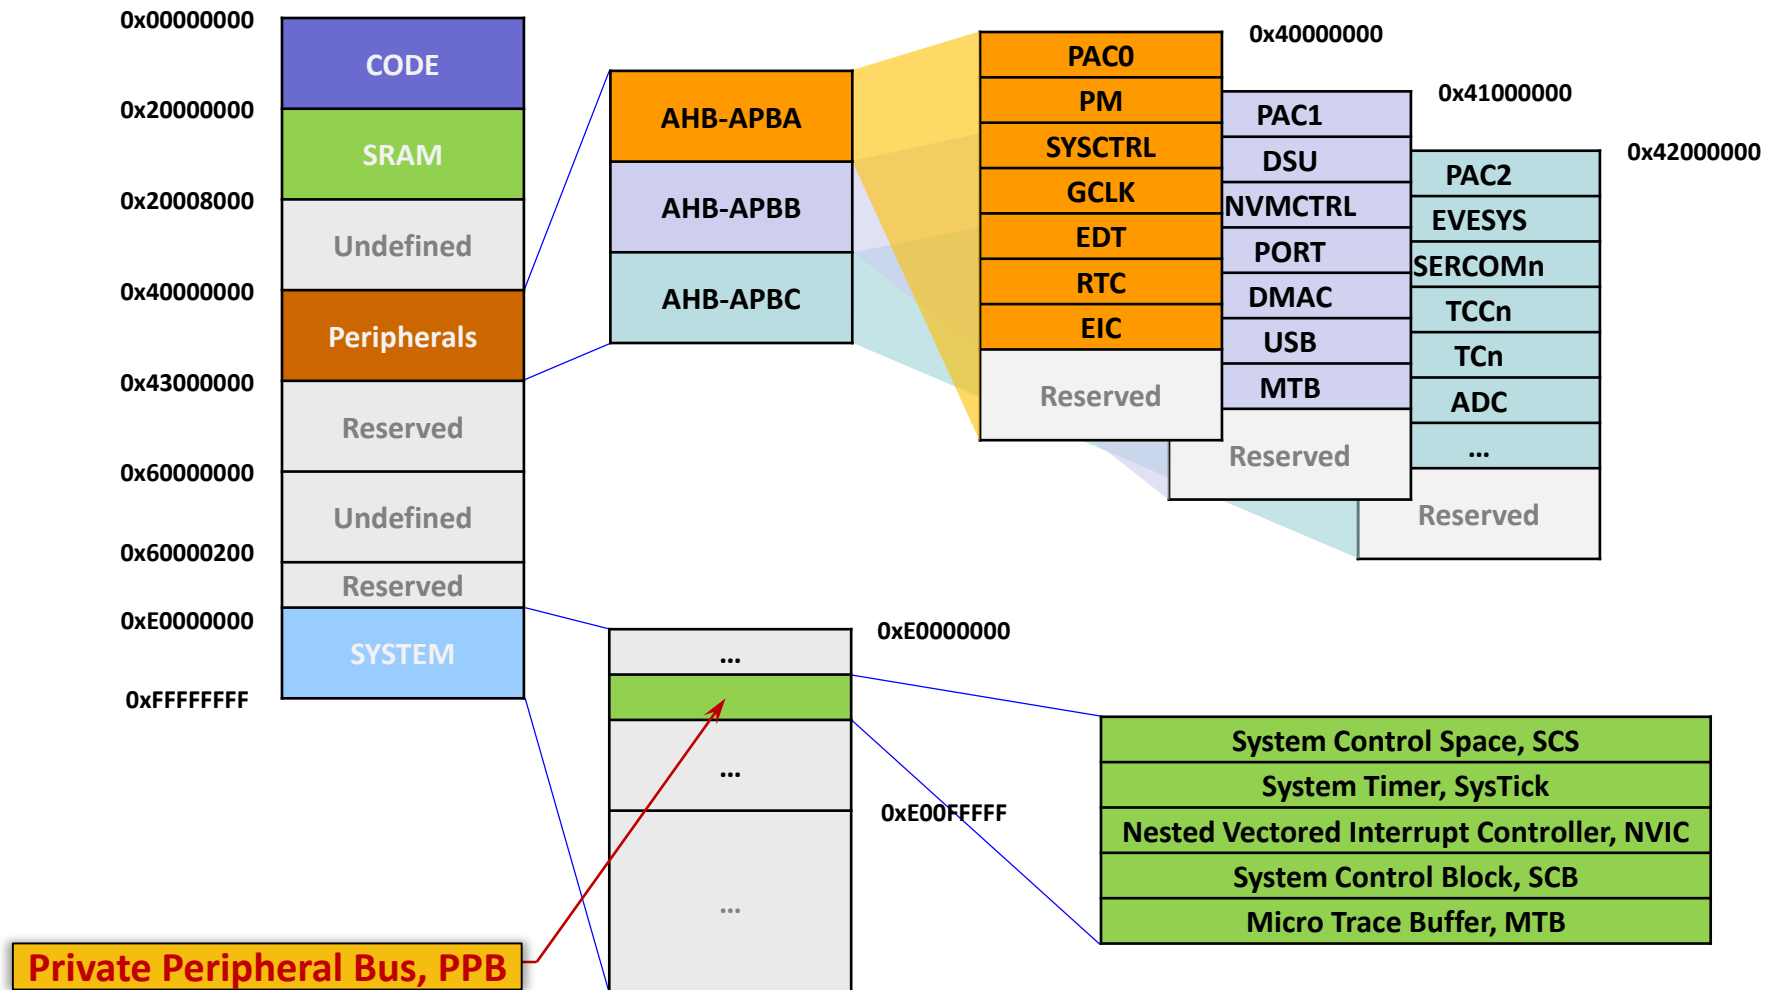 0x00000000
CODE
0x20000000
SRAM
0x20008000
Undefined
0x40000000
Peripherals
0x43000000
Reserved
0x60000000
Undefined
0x60000200
Reserved
0xE0000000
SYSTEM
0xFFFFFFFF
AHB-APBA
AHB-APBB
AHB-APBC
0x40000000
PAC0
PM
SYSCTRL
GCLK
EDT
RTC
EIC
Reserved
0x41000000
PAC1
DSU
NVMCTRL
PORT
DMAC
USB
MTB
Reserved
0x42000000
PAC2
EVESYS
SERCOMn
TCCn
TCn
ADC
...
Reserved
0xE0000000
...
...
0xE00FFFFF
...
System Control Space, SCS
System Timer, SysTick
Nested Vectored Interrupt Controller, NVIC
System Control Block, SCB
Micro Trace Buffer, MTB
Private Peripheral Bus, PPB